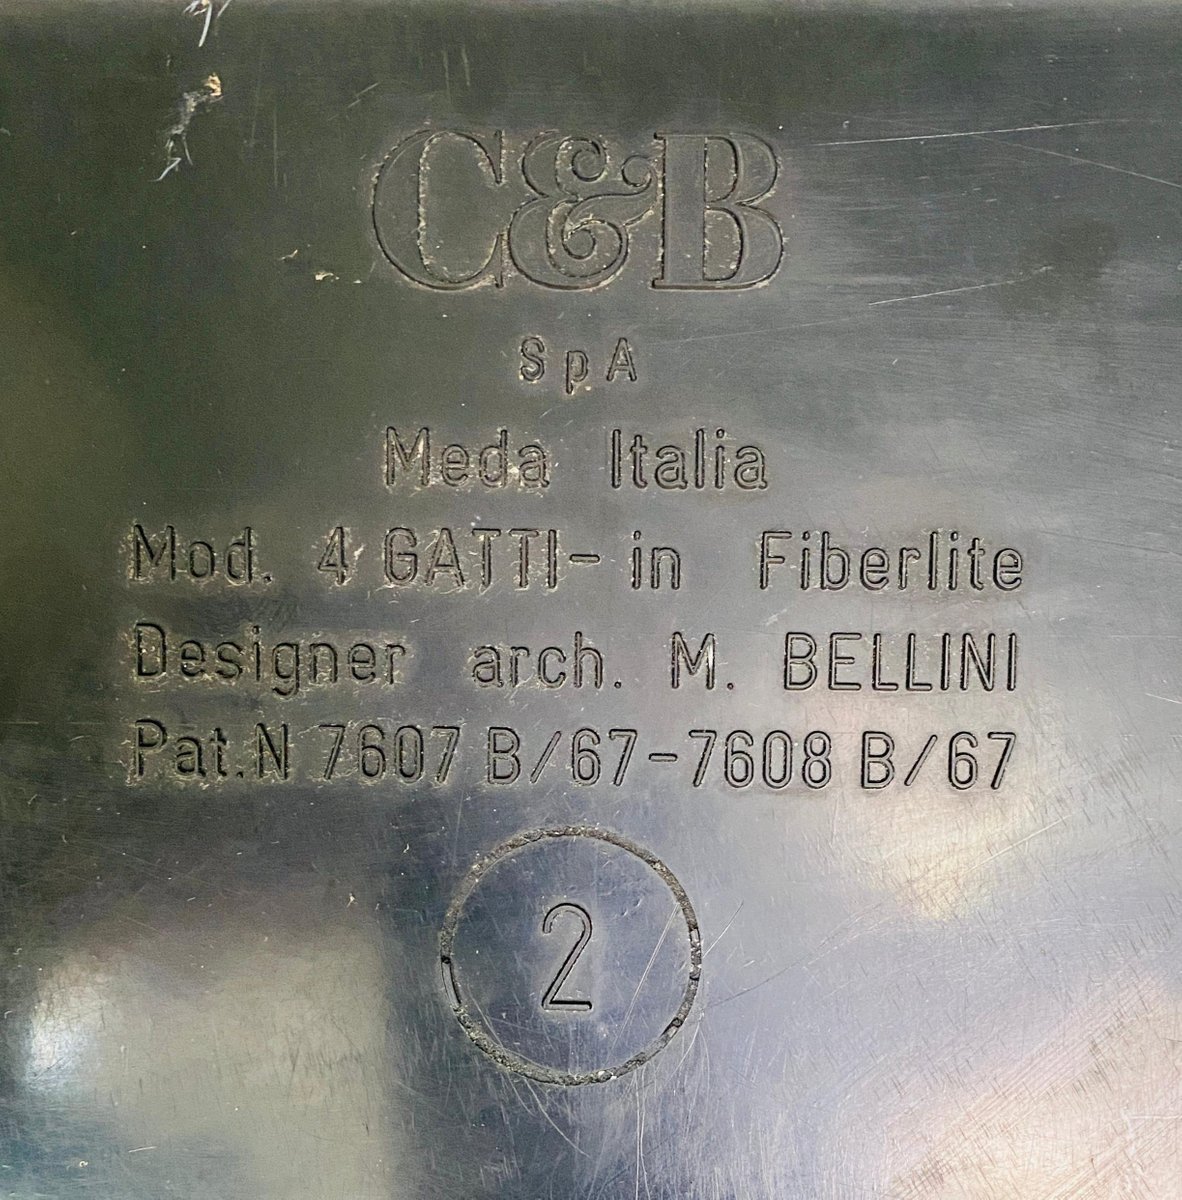 C&B
SpA
Meda Italia
Mod. 4 GATTI-in Fiberlite
Designer arch. M. BELLINI
Pat.N 7607 B/67-7608 B/67
2